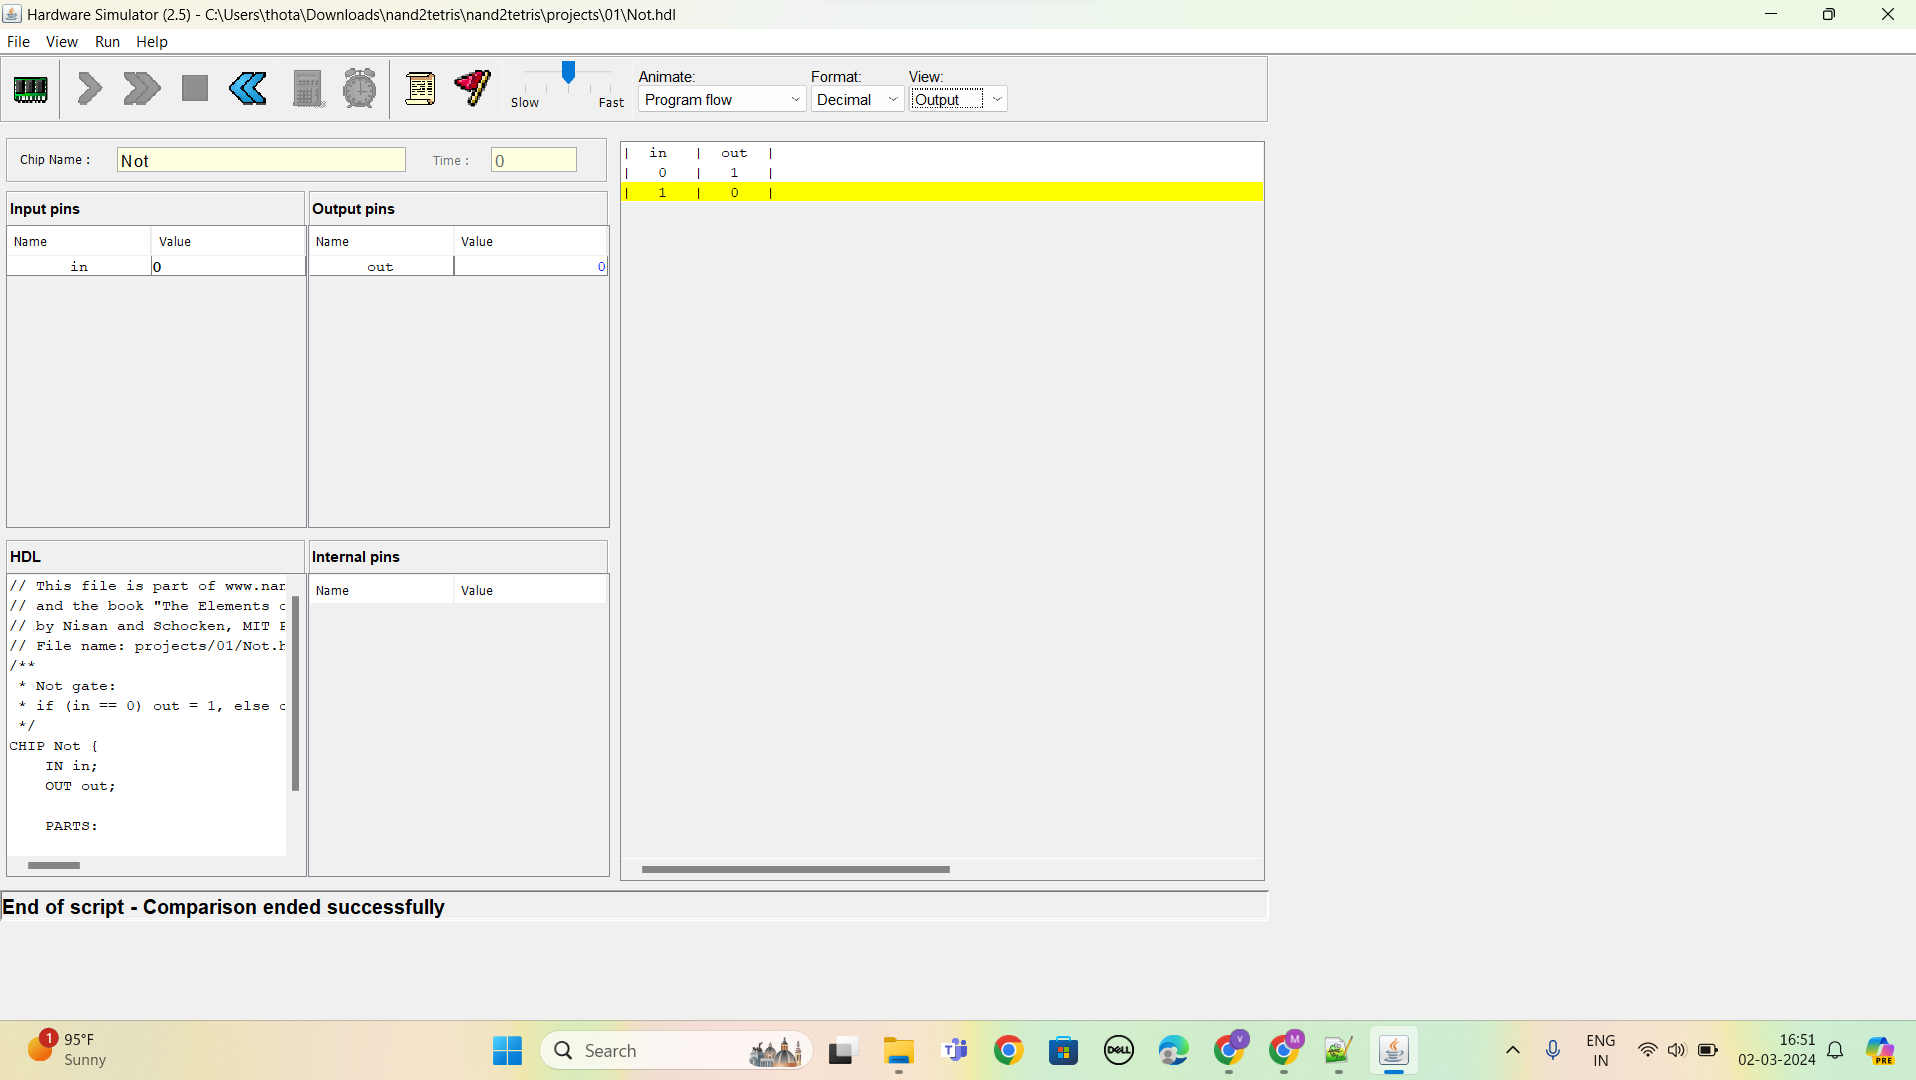 Hardware Simulator (2.5) - C:\Users\thota\Downloads\nand2tetris\nand2tetris\projects\01\Not.hdl
File View Run Help
Slow Fast
Animate:
Program flow
Format:
Decimal
View:
Output
Chip Name : Not Time : 0
Input pins
Name Value
in 0
Output pins
Name Value
out 0
| in | out |
| 0 | 1 |
| 1 | 0 |
HDL
// This file is part of www.nan
// and the book "The Elements o
// by Nisan and Schocken, MIT P
// File name: projects/01/Not.h
/**
* Not gate:
* if (in == 0) out = 1, else o
*/
CHIP Not {
IN in;
OUT out;
PARTS:
Internal pins
Name Value
End of script - Comparison ended successfully
1
95°F
Sunny
Search
DELL
V
M
ENG
IN
16:51
02-03-2024
PRE